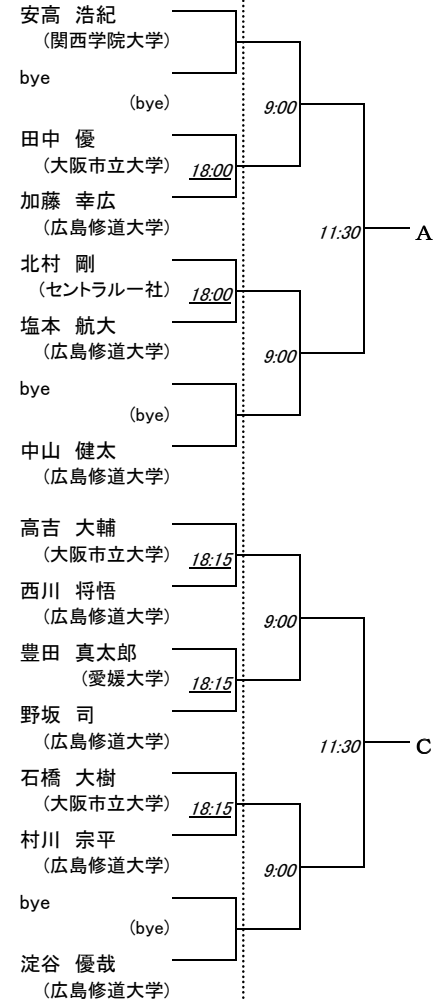 安高 浩紀
(関西学院大学)
bye
(bye)
9:00
田中 優
(大阪市立大学)
18:00
加藤 幸広
(広島修道大学)
11:30
A
北村 剛
(セントラル一社)
18:00
塩本 航大
(広島修道大学)
9:00
bye
(bye)
中山 健太
(広島修道大学)
高吉 大輔
(大阪市立大学)
18:15
西川 将悟
(広島修道大学)
9:00
豊田 真太郎
(愛媛大学)
18:15
野坂 司
(広島修道大学)
11:30
C
石橋 大樹
(大阪市立大学)
18:15
村川 宗平
(広島修道大学)
9:00
bye
(bye)
淀谷 優哉
(広島修道大学)